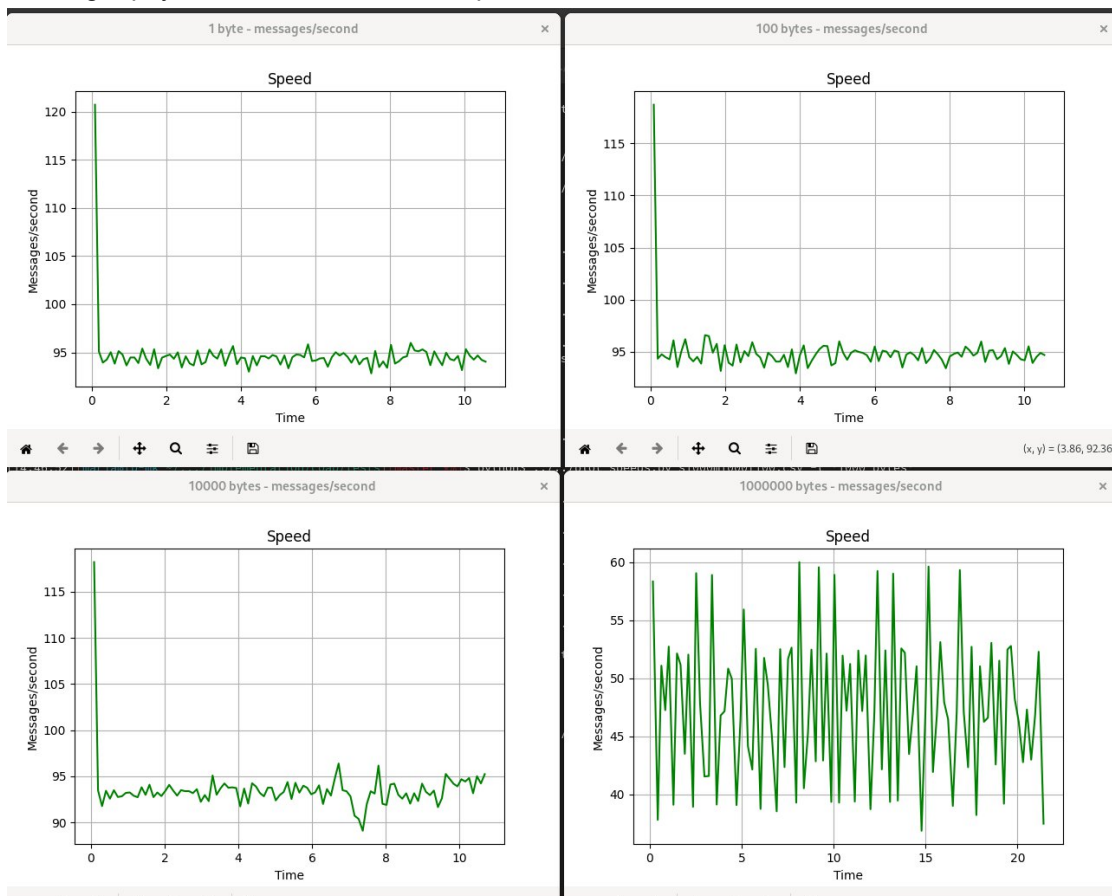 1 byte - messages/second ×
Speed
120
115
110
105
100
95
Messages/second
0 2 4 6 8 10
Time
100 bytes - messages/second ×
Speed
115
110
105
100
95
Messages/second
0 2 4 6 8 10
Time
(x, y) = (3.86, 92.36
10000 bytes - messages/second ×
Speed
115
110
105
100
95
90
Messages/second
0 2 4 6 8 10
Time
1000000 bytes - messages/second ×
Speed
60
55
50
45
40
Messages/second
0 5 10 15 20
Time